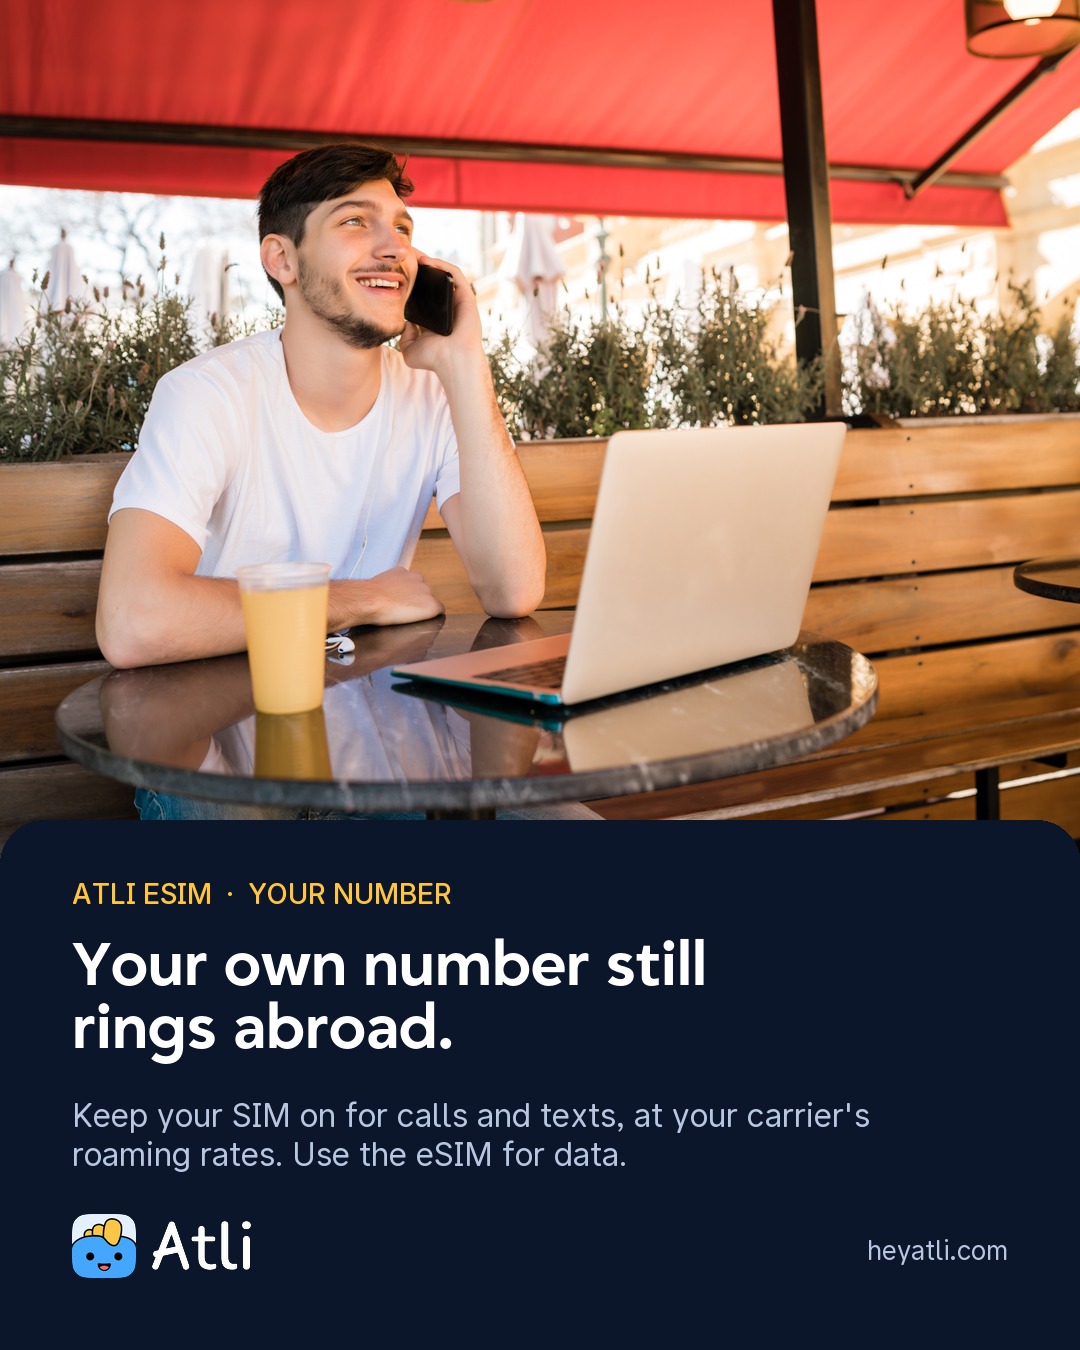 ATLI ESIM · YOUR NUMBER
Your own number still
rings abroad.
Keep your SIM on for calls and texts, at your carrier's
roaming rates. Use the eSIM for data.
Atli
heyatli.com